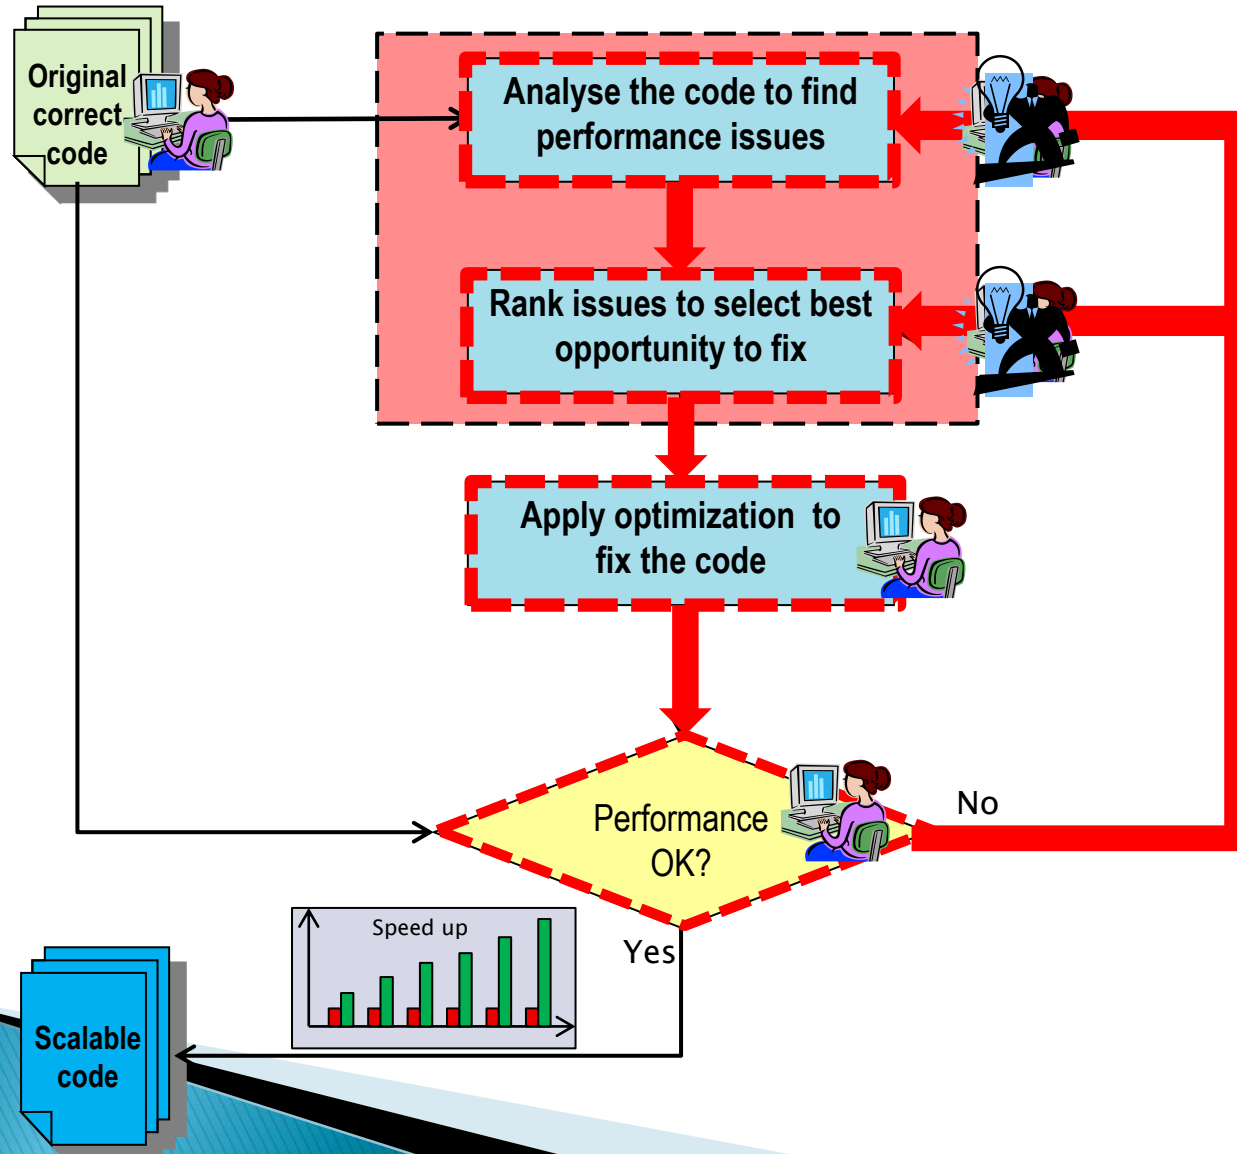 Original
correct
code
Analyse the code to find
performance issues
Rank issues to select best
opportunity to fix
Apply optimization to
fix the code
Performance
OK?
No
Yes
Speed up
Scalable
code